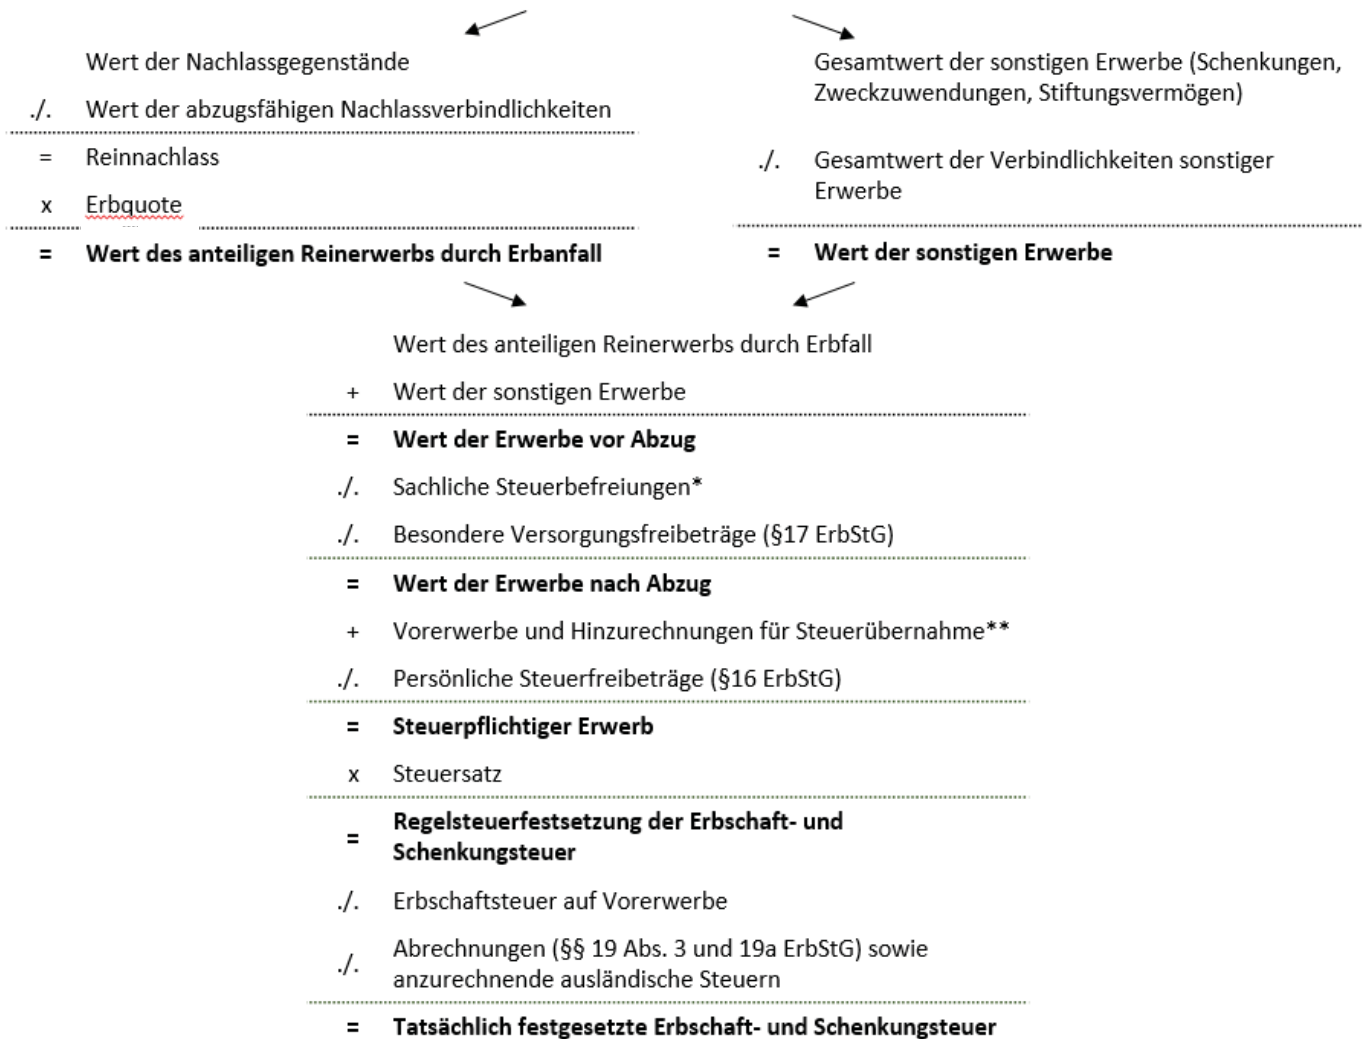 Wert der Nachlassgegenstände
./. Wert der abzugsfähigen Nachlassverbindlichkeiten
= Reinnachlass
x Erbquote
= Wert des anteiligen Reinerwerbs durch Erbanfall
Gesamtwert der sonstigen Erwerbe (Schenkungen,
Zweckzuwendungen, Stiftungsvermögen)
./. Gesamtwert der Verbindlichkeiten sonstiger
Erwerbe
= Wert der sonstigen Erwerbe
Wert des anteiligen Reinerwerbs durch Erbfall
+ Wert der sonstigen Erwerbe
= Wert der Erwerbe vor Abzug
./. Sachliche Steuerbefreiungen*
./. Besondere Versorgungsfreibeträge (§17 ErbStG)
= Wert der Erwerbe nach Abzug
+ Vorerwerbe und Hinzurechnungen für Steuerübernahme**
./. Persönliche Steuerfreibeträge (§16 ErbStG)
= Steuerpflichtiger Erwerb
x Steuersatz
= Regelsteuerfestsetzung der Erbschaft- und
Schenkungsteuer
./. Erbschaftsteuer auf Vorerwerbe
./. Abrechnungen (§§ 19 Abs. 3 und 19a ErbStG) sowie
anzurechnende ausländische Steuern
= Tatsächlich festgesetzte Erbschaft- und Schenkungsteuer